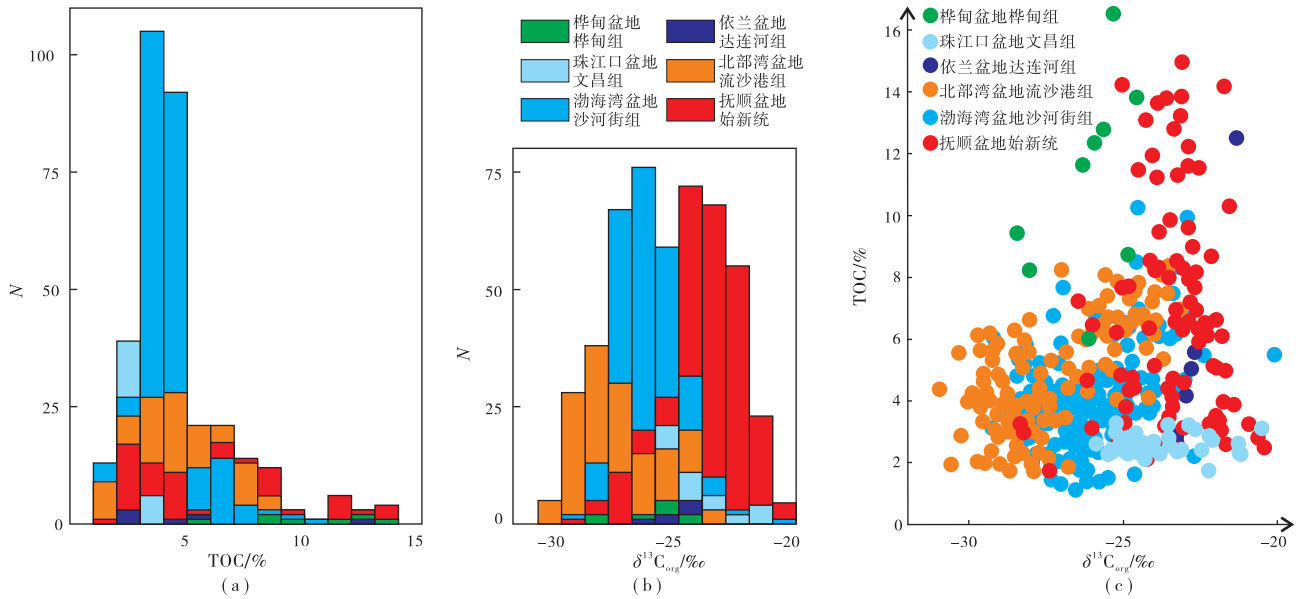 100
75
50
25
0
N
5
10
15
TOC/%
(a)
桦甸盆地
桦甸组
依兰盆地
达连河组
珠江口盆地
文昌组
北部湾盆地
流沙港组
渤海湾盆地
沙河街组
抚顺盆地
始新统
75
50
25
0
N
−30
−25
−20
δ¹³Corg/‰
(b)
桦甸盆地桦甸组
珠江口盆地文昌组
依兰盆地达连河组
北部湾盆地流沙港组
渤海湾盆地沙河街组
抚顺盆地始新统
16
14
12
10
8
6
4
2
0
TOC/%
−30
−25
−20
δ¹³Corg/‰
(c)